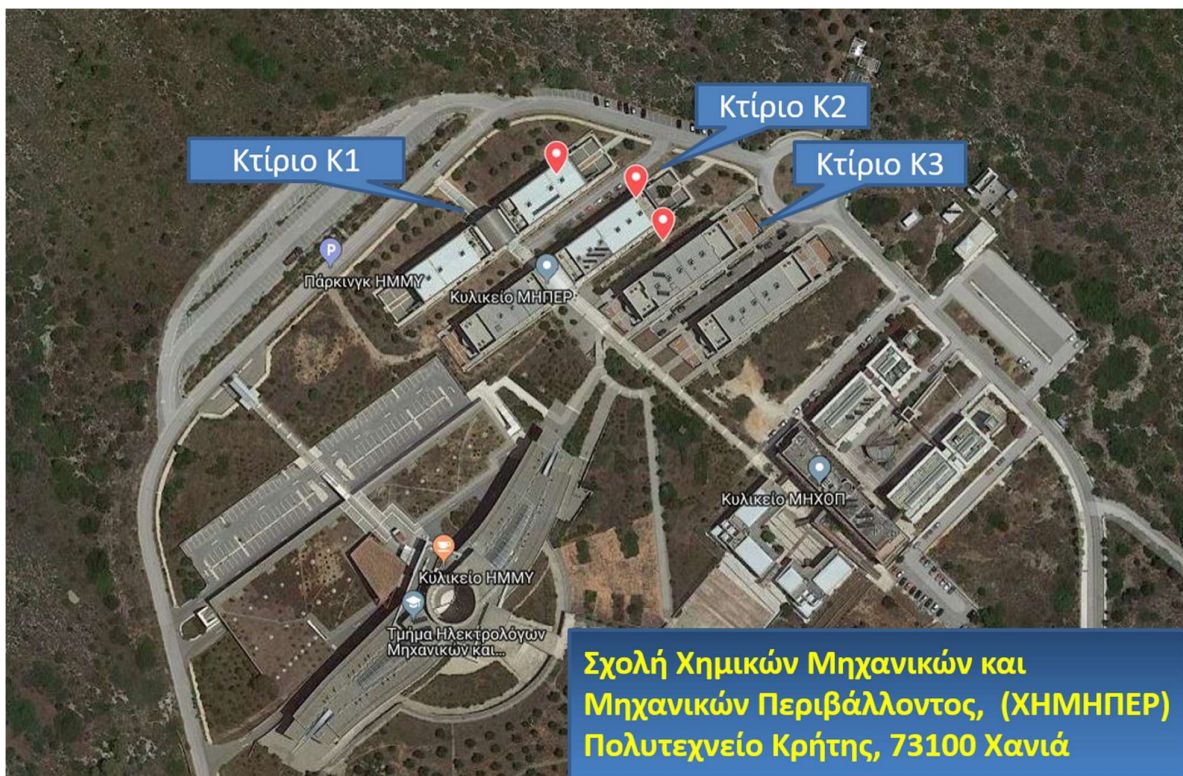 Κτίριο Κ2
Κτίριο Κ1
Κτίριο Κ3
P
Πάρκινγκ ΗΜΜΥ
Κυλικείο ΜΗΠΕΡ
Κυλικείο ΜΗΧΟΠ
Κυλικείο ΗΜΜΥ
Τμήμα Ηλεκτρολόγων
Μηχανικών και...
Σχολή Χημικών Μηχανικών και
Μηχανικών Περιβάλλοντος, (ΧΗΜΗΠΕΡ)
Πολυτεχνείο Κρήτης, 73100 Χανιά